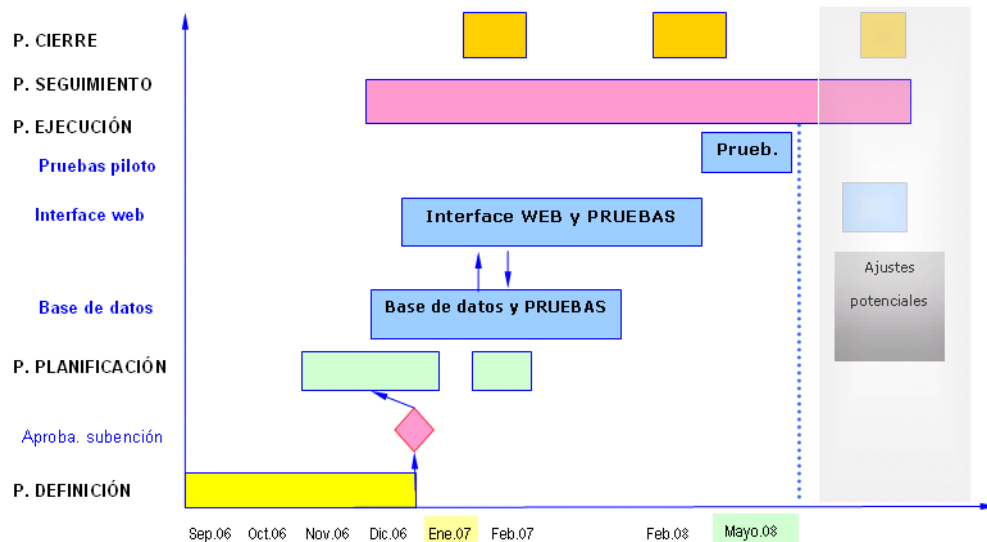 P. CIERRE
P. SEGUIMIENTO
P. EJECUCIÓN
Pruebas piloto
Prueb.
Interface web
Interface WEB y PRUEBAS
Ajustes
potenciales
Base de datos
Base de datos y PRUEBAS
P. PLANIFICACIÓN
Aproba. subención
P. DEFINICIÓN
Sep.06 Oct.06 Nov.06 Dic.06 Ene.07 Feb.07 Feb.08 Mayo.08